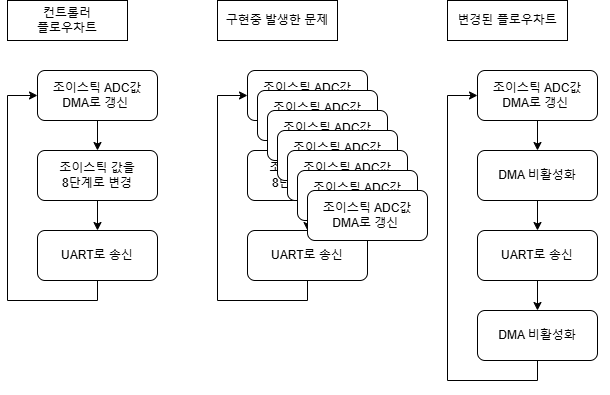 컨트롤러
플로우차트
조이스틱 ADC값
DMA로 갱신
조이스틱 값을
8단계로 변경
UART로 송신
구현중 발생한 문제
조이스틱 ADC값
조이스틱 ADC값
조이스틱 ADC값
조이스틱 ADC값
조이스틱 ADC값
조이스틱 ADC값
조이스틱 ADC값
DMA로 갱신
UART로 송신
변경된 플로우차트
조이스틱 ADC값
DMA로 갱신
DMA 비활성화
UART로 송신
DMA 비활성화